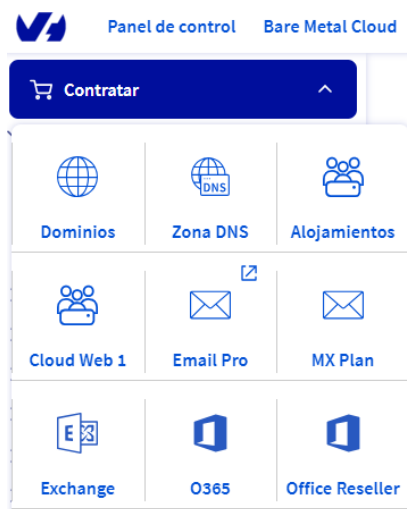 Panel de control Bare Metal Cloud
Contratar
Dominios Zona DNS Alojamientos
Cloud Web 1 Email Pro MX Plan
Exchange O365 Office Reseller